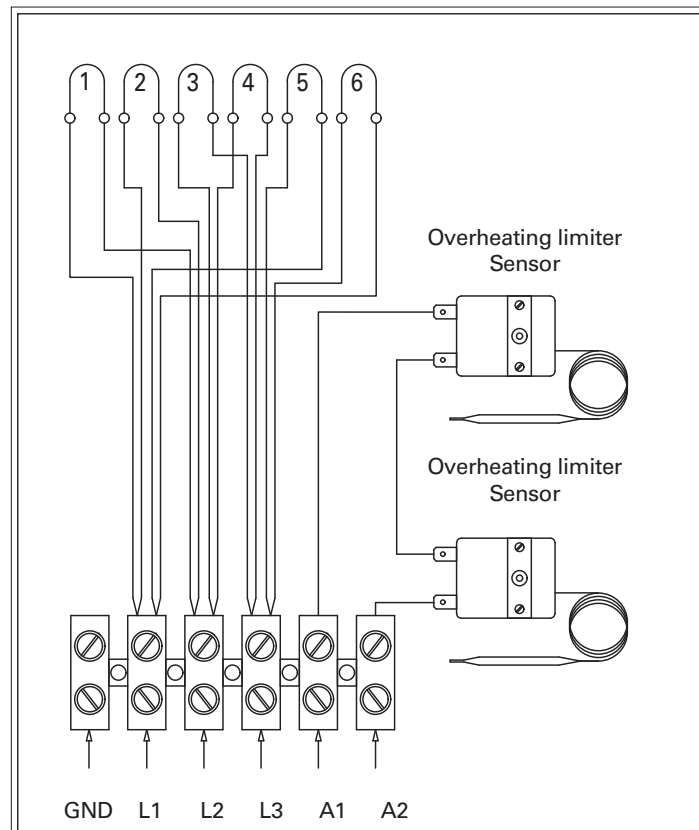 1 2 3 4 5 6
Overheating limiter
Sensor
Overheating limiter
Sensor
GND L1 L2 L3 A1 A2